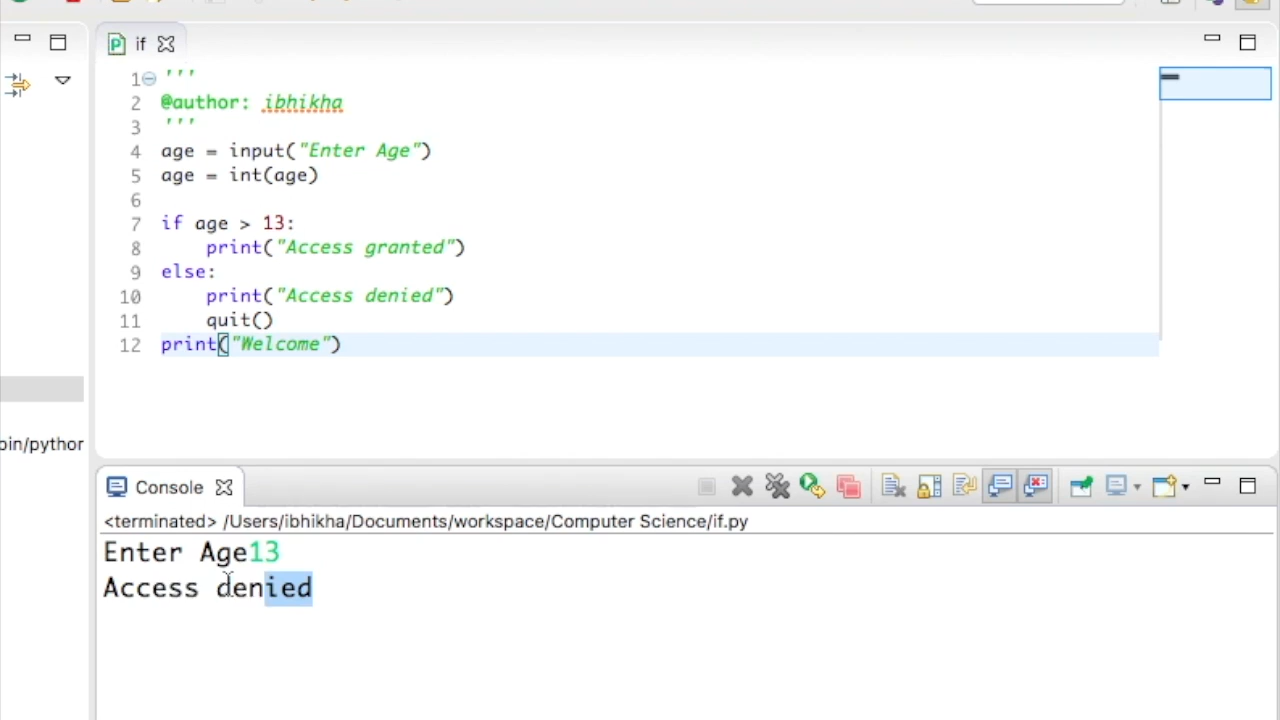 if
1 '''
2 @author: ibhikha
3 '''
4 age = input("Enter Age")
5 age = int(age)
6
7 if age > 13:
8     print("Access granted")
9 else:
10     print("Access denied")
11     quit()
12 print("Welcome")
Console
<terminated> /Users/ibhikha/Documents/workspace/Computer Science/if.py
Enter Age13
Access denied